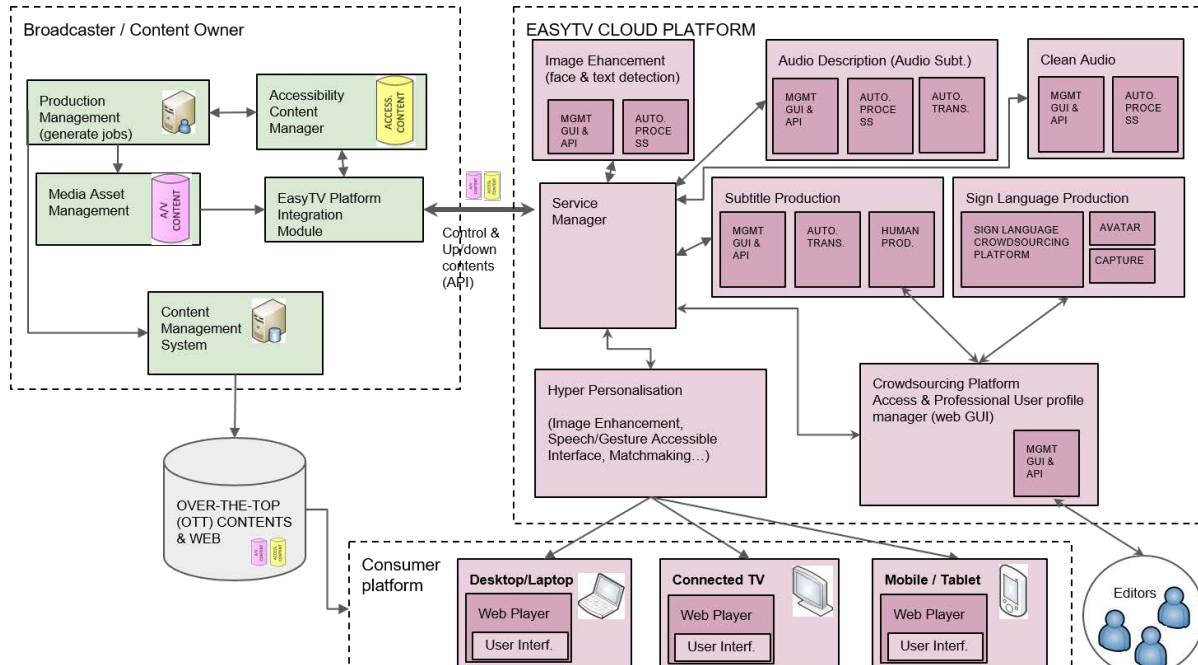 Broadcaster / Content Owner
Production
Management
(generate jobs)
Accessibility
Content
Manager
ACCESS.
CONTENT
Media Asset
Management
A/V
CONTENT
EasyTV Platform
Integration
Module
Content
Management
System
A/V
CONTENT
ACCESS.
CONTENT
Control &
Up/down
contents
(API)
EASYTV CLOUD PLATFORM
Image Ehancement
(face & text detection)
MGMT
GUI &
API
AUTO.
PROCE
SS
Audio Description (Audio Subt.)
MGMT
GUI &
API
AUTO.
PROCE
SS
AUTO.
TRANS.
Clean Audio
MGMT
GUI &
API
AUTO.
PROCE
SS
Service
Manager
Subtitle Production
MGMT
GUI &
API
AUTO.
TRANS.
HUMAN
PROD.
Sign Language Production
SIGN LANGUAGE
CROWDSOURCING
PLATFORM
AVATAR
CAPTURE
Hyper Personalisation
(Image Enhancement,
Speech/Gesture Accessible
Interface, Matchmaking…)
Crowdsourcing Platform
Access & Professional User profile
manager (web GUI)
MGMT
GUI &
API
OVER-THE-TOP
(OTT) CONTENTS
& WEB
A/V
CONTENT
ACCESS.
CONTENT
Consumer
platform
Desktop/Laptop
Web Player
User Interf.
Connected TV
Web Player
User Interf.
Mobile / Tablet
Web Player
User Interf.
Editors